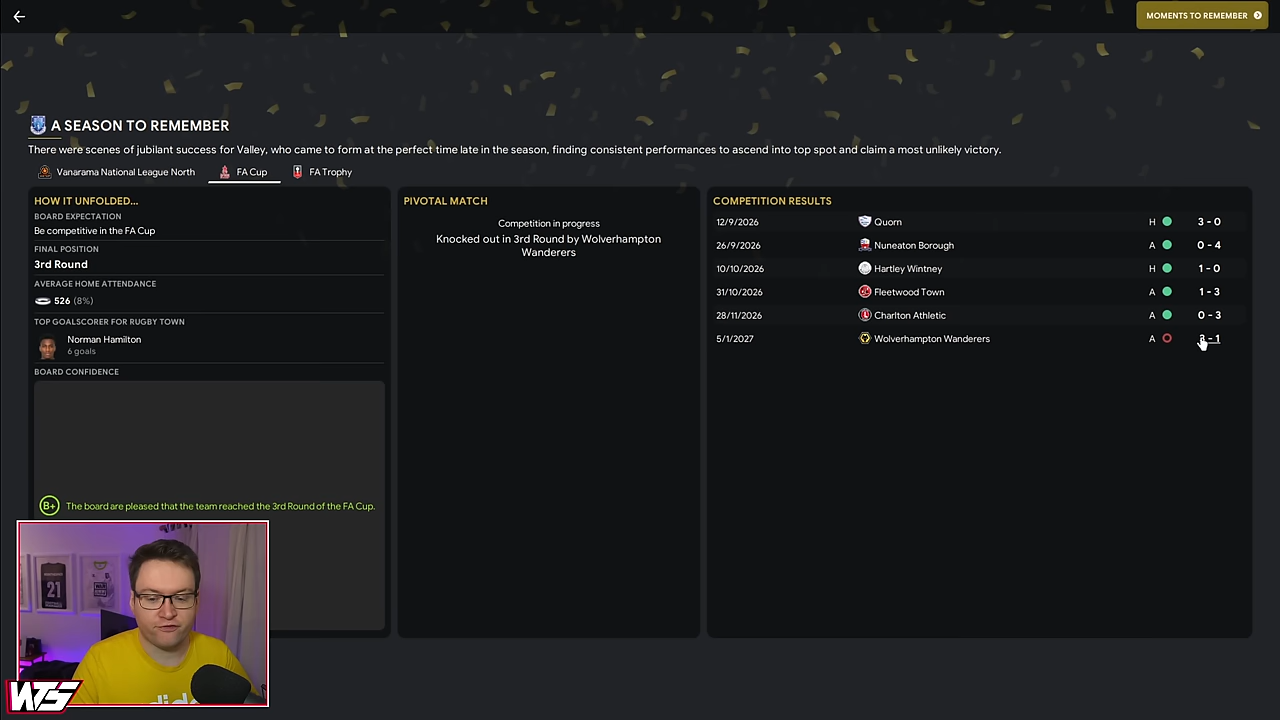 MOMENTS TO REMEMBER
A SEASON TO REMEMBER
There were scenes of jubilant success for Valley, who came to form at the perfect time late in the season, finding consistent performances to ascend into top spot and claim a most unlikely victory.
Vanarama National League North
FA Cup
FA Trophy
HOW IT UNFOLDED...
BOARD EXPECTATION
Be competitive in the FA Cup
FINAL POSITION
3rd Round
AVERAGE HOME ATTENDANCE
526 (8%)
TOP GOALSCORER FOR RUGBY TOWN
Norman Hamilton
6 goals
BOARD CONFIDENCE
B+ The board are pleased that the team reached the 3rd Round of the FA Cup.
PIVOTAL MATCH
Competition in progress
Knocked out in 3rd Round by Wolverhampton
Wanderers
COMPETITION RESULTS
12/9/2026 Quorn H 3 - 0
26/9/2026 Nuneaton Borough A 0 - 4
10/10/2026 Hartley Wintney H 1 - 0
31/10/2026 Fleetwood Town A 1 - 3
28/11/2026 Charlton Athletic A 0 - 3
5/1/2027 Wolverhampton Wanderers A - 1
21
WTS